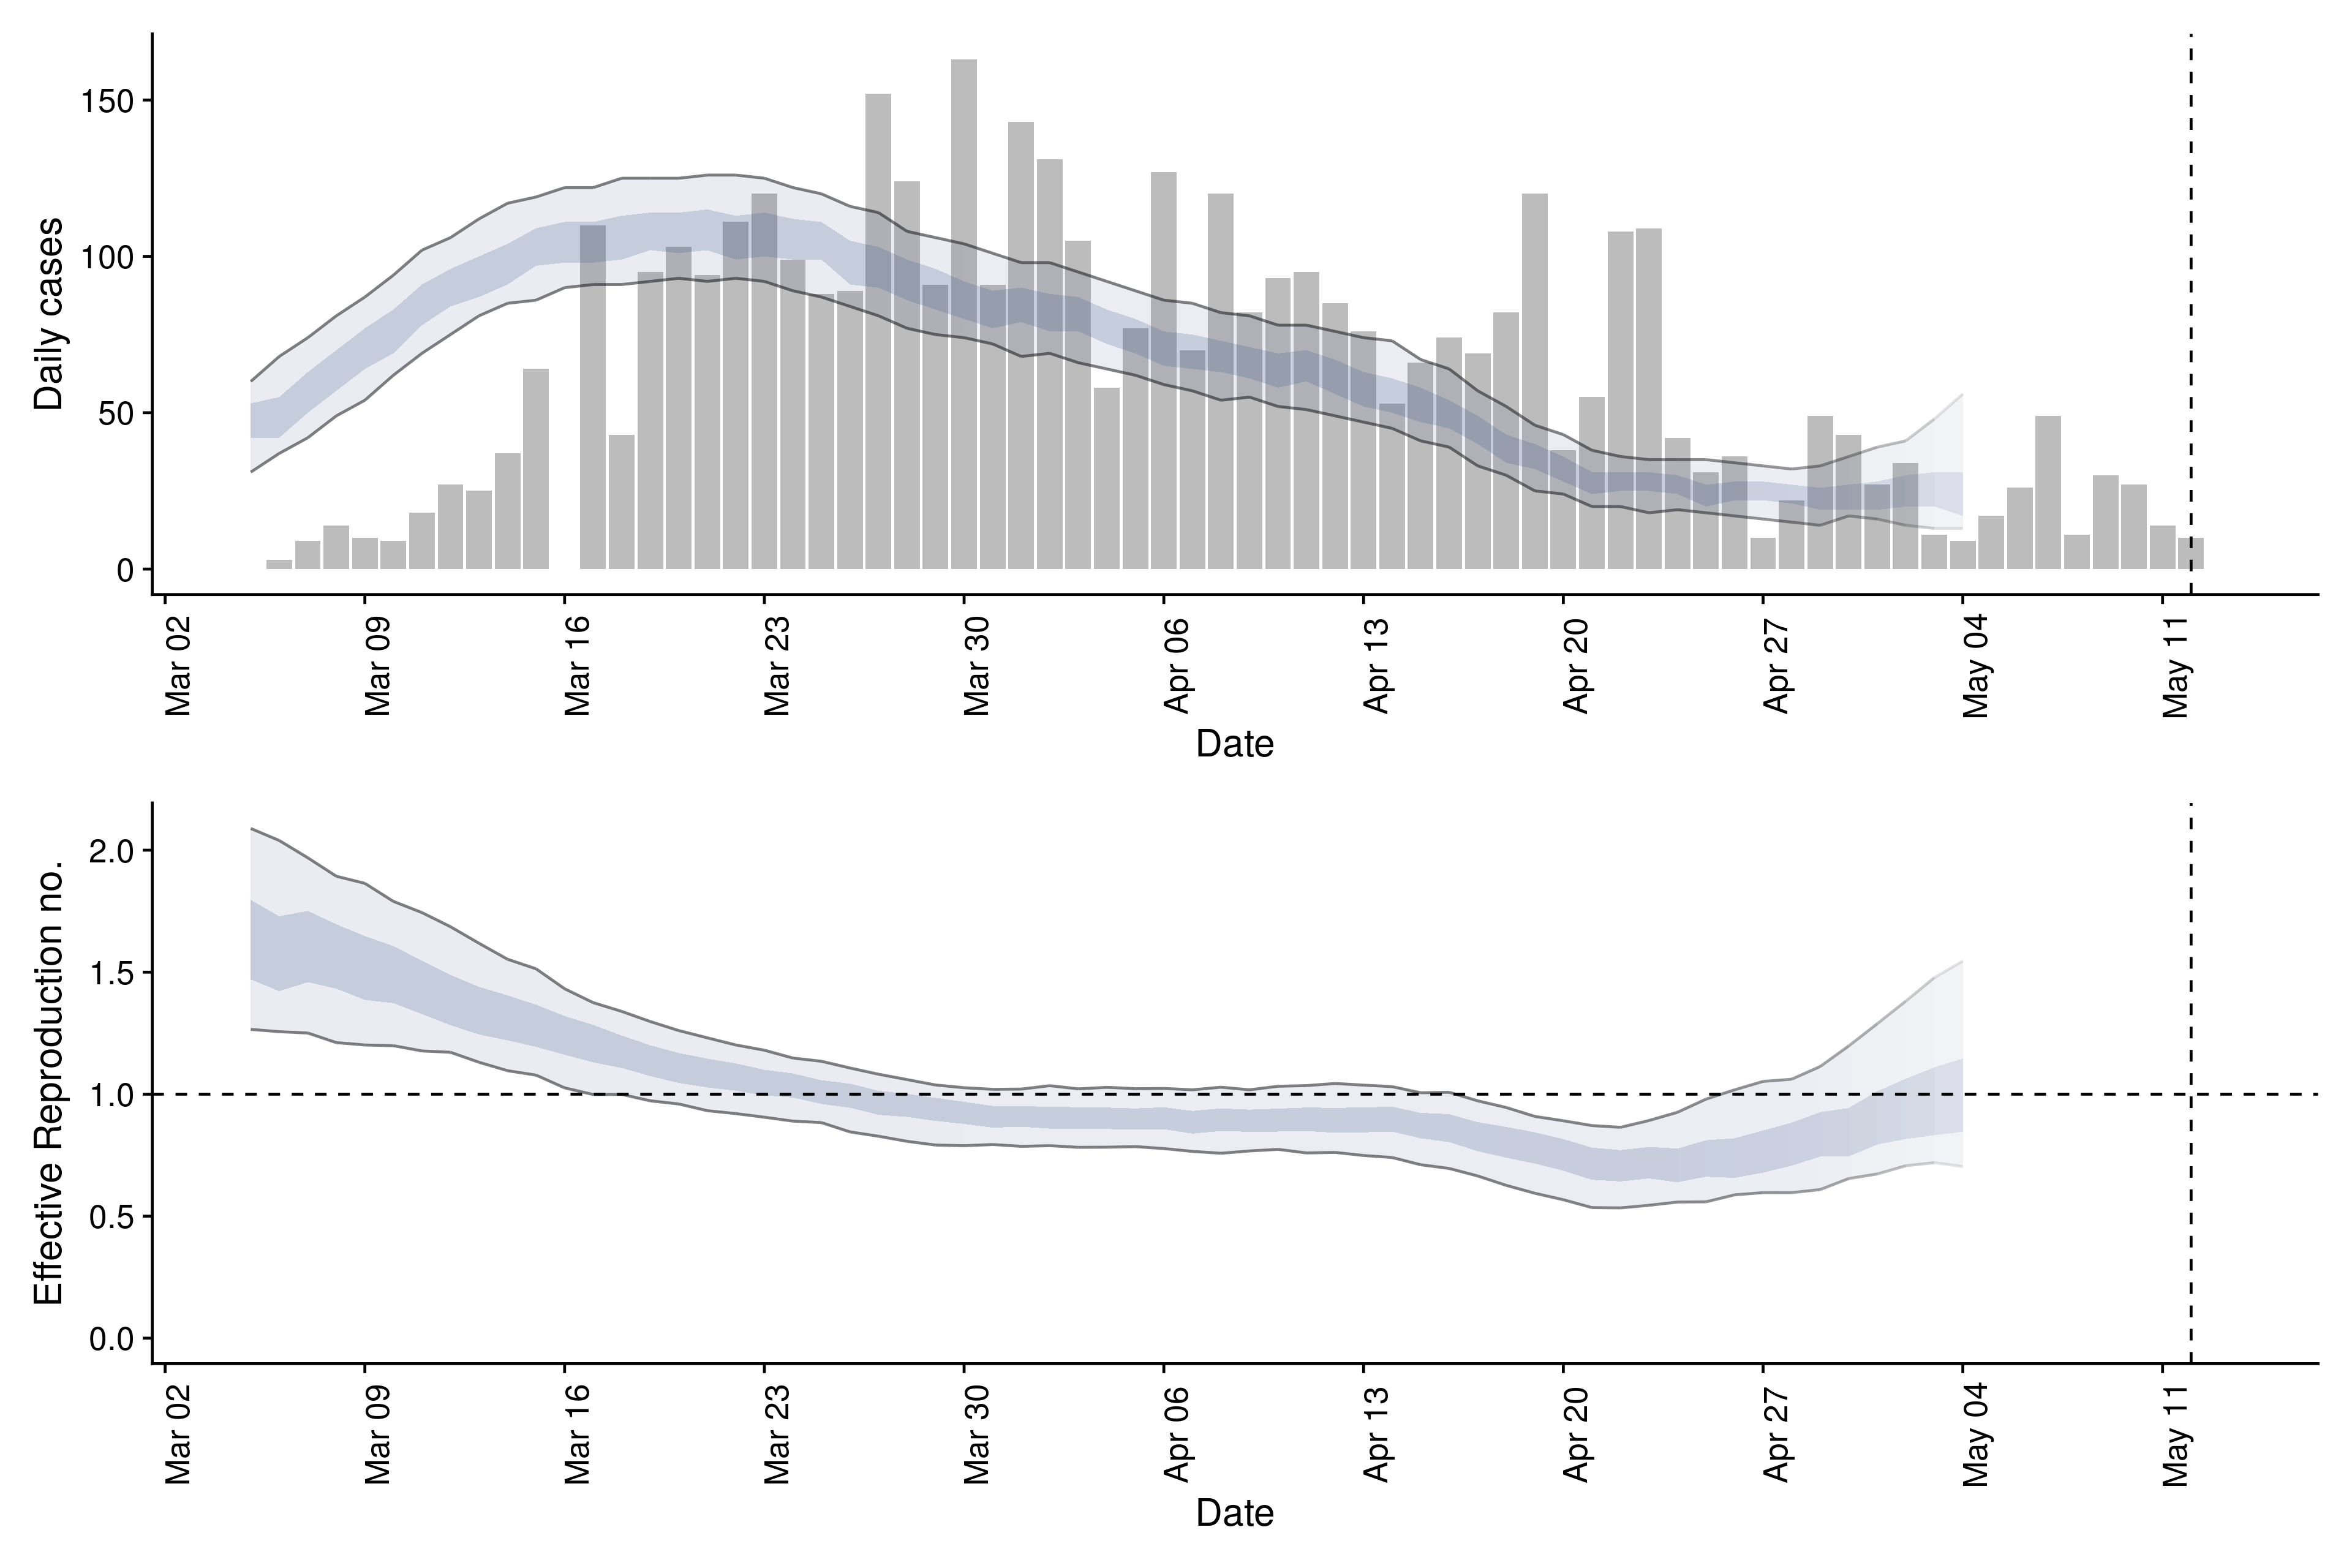 Daily cases
150
100
50
0
Mar 02
Mar 09
Mar 16
Mar 23
Mar 30
Apr 06
Apr 13
Apr 20
Apr 27
May 04
May 11
Date
Effective Reproduction no.
2.0
1.5
1.0
0.5
0.0
Mar 02
Mar 09
Mar 16
Mar 23
Mar 30
Apr 06
Apr 13
Apr 20
Apr 27
May 04
May 11
Date